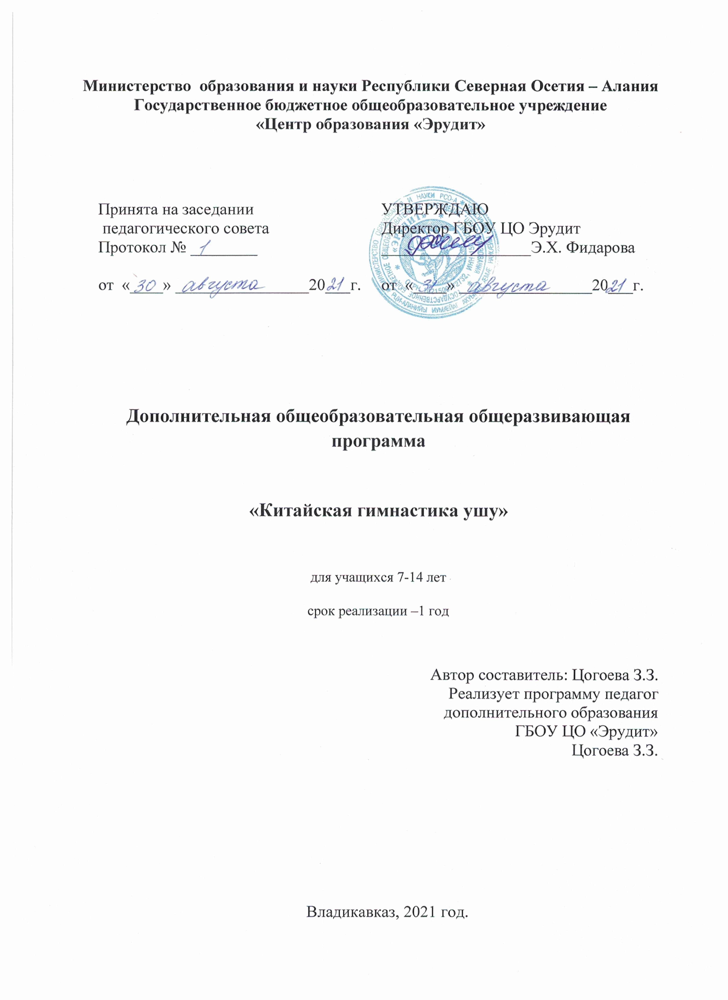 Министерство образования и науки Республики Северная Осетия – Алания
Государственное бюджетное общеобразовательное учреждение
«Центр образования «Эрудит»
Принята на заседании
педагогического совета
Протокол № 1
от «30» августа 2021 г.
УТВЕРЖДАЮ
Директор ГБОУ ЦО Эрудит
Э.Х. Фидарова
от «31» августа 2021 г.
Дополнительная общеобразовательная общеразвивающая
программа
«Китайская гимнастика ушу»
для учащихся 7-14 лет
срок реализации –1 год
Автор составитель: Цогоева З.З.
Реализует программу педагог
дополнительного образования
ГБОУ ЦО «Эрудит»
Цогоева З.З.
Владикавказ, 2021 год.